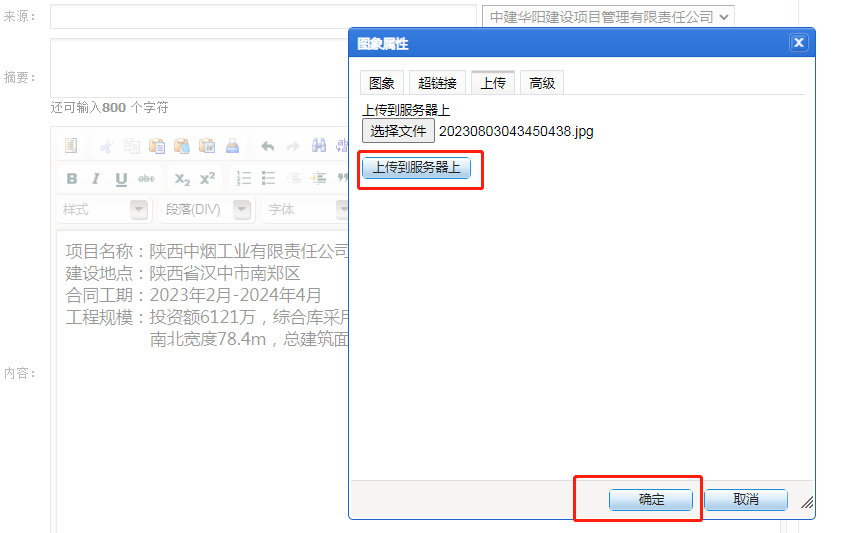 来源：
中建华阳建设项目管理有限责任公司
图象属性
图象 超链接 上传 高级
摘要：
上传到服务器上
选择文件 20230803043450438.jpg
还可输入800 个字符
上传到服务器上
B I U abc X₂ X²
样式 段落(DIV) 字体
项目名称：陕西中烟工业有限责任公司
建设地点：陕西省汉中市南郑区
合同工期：2023年2月-2024年4月
工程规模：投资额6121万，综合库采用
南北宽度78.4m，总建筑面
内容：
确定 取消